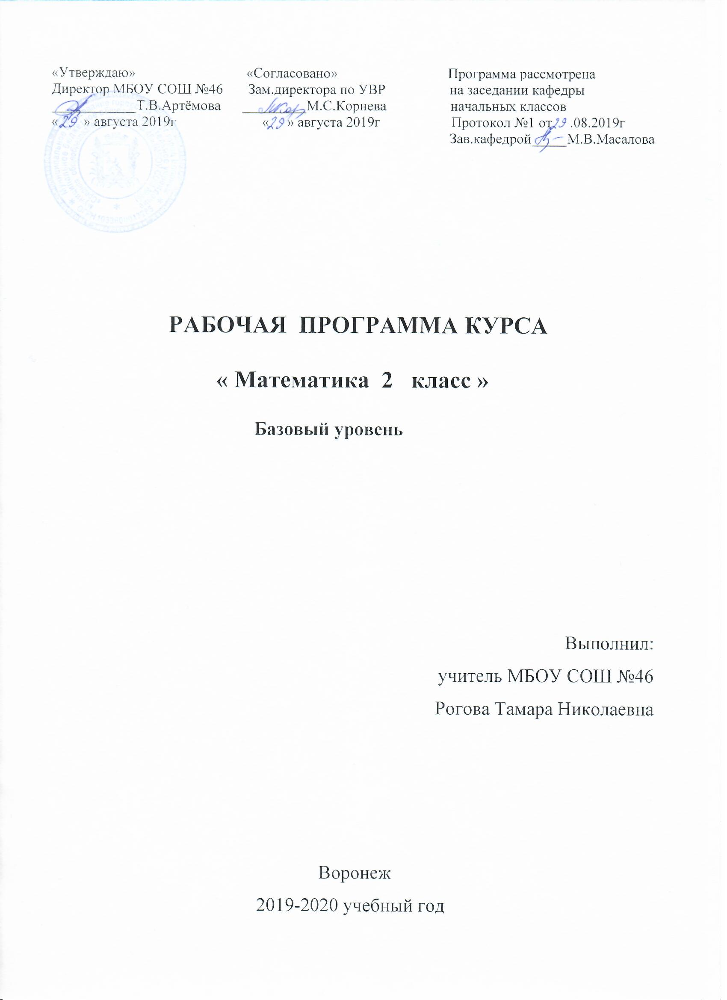 «Утверждаю» «Согласовано» Программа рассмотрена
Директор МБОУ СОШ №46 Зам.директора по УВР на заседании кафедры
____________ Т.В.Артёмова _________М.С.Корнева начальных классов
«29» августа 2019г «29» августа 2019г Протокол №1 от 29.08.2019г
Зав.кафедрой_____М.В.Масалова
РАБОЧАЯ ПРОГРАММА КУРСА
« Математика 2 класс »
Базовый уровень
Выполнил:
учитель МБОУ СОШ №46
Рогова Тамара Николаевна
Воронеж
2019-2020 учебный год